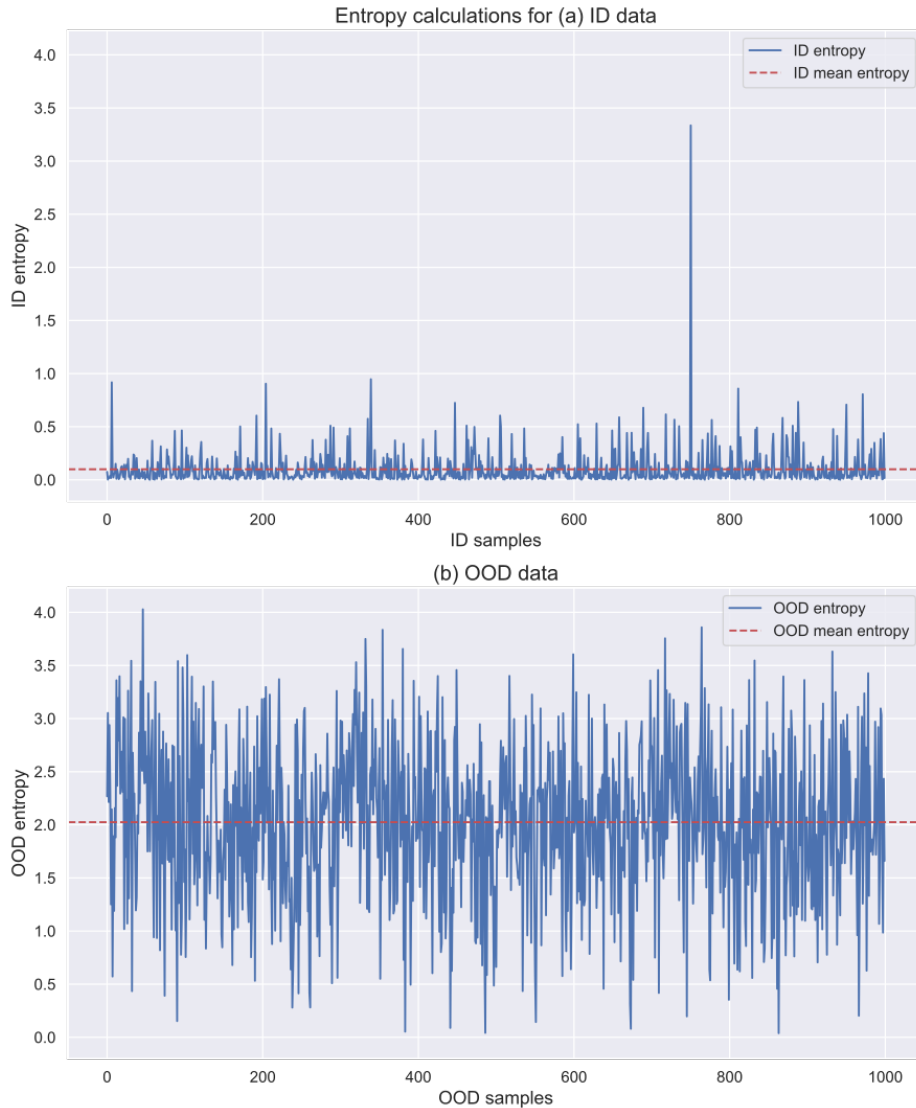 Entropy calculations for (a) ID data
4.0
3.5
3.0
2.5
2.0
1.5
1.0
0.5
0.0
ID entropy
ID entropy
ID mean entropy
0 200 400 600 800 1000
ID samples
(b) OOD data
4.0
3.5
3.0
2.5
2.0
1.5
1.0
0.5
0.0
OOD entropy
OOD entropy
OOD mean entropy
0 200 400 600 800 1000
OOD samples